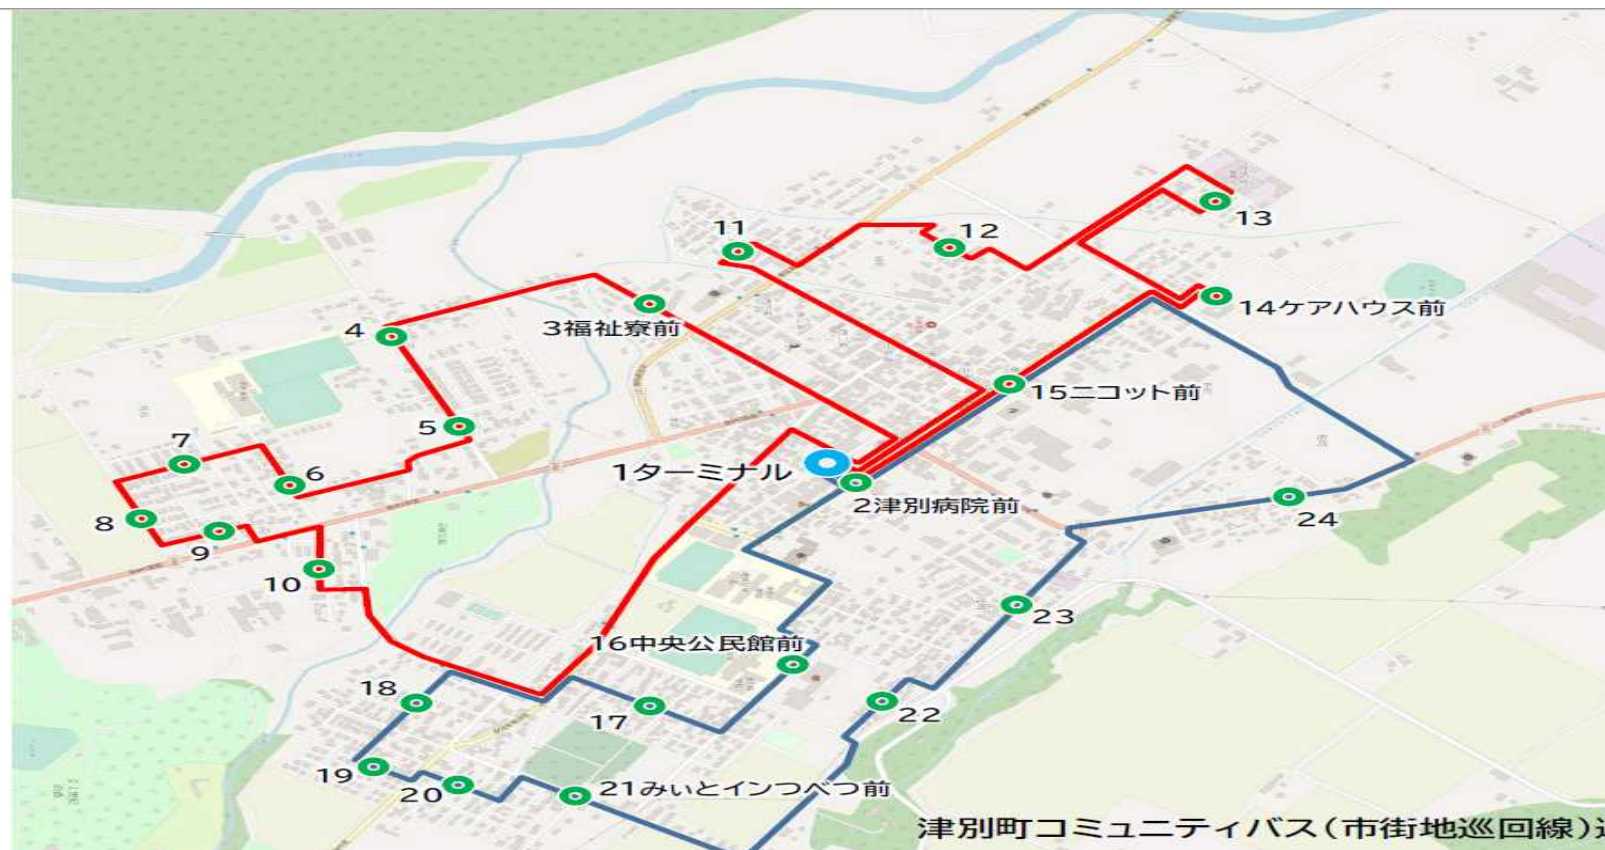 11
12
13
3福祉寮前
14ケアハウス前
4
15ニコット前
5
7
6
1ターミナル
2津別病院前
8
9
24
10
23
16中央公民館前
18
17
22
19
20
21みぃとインつべつ前
津別町コミュニティバス(市街地巡回線)